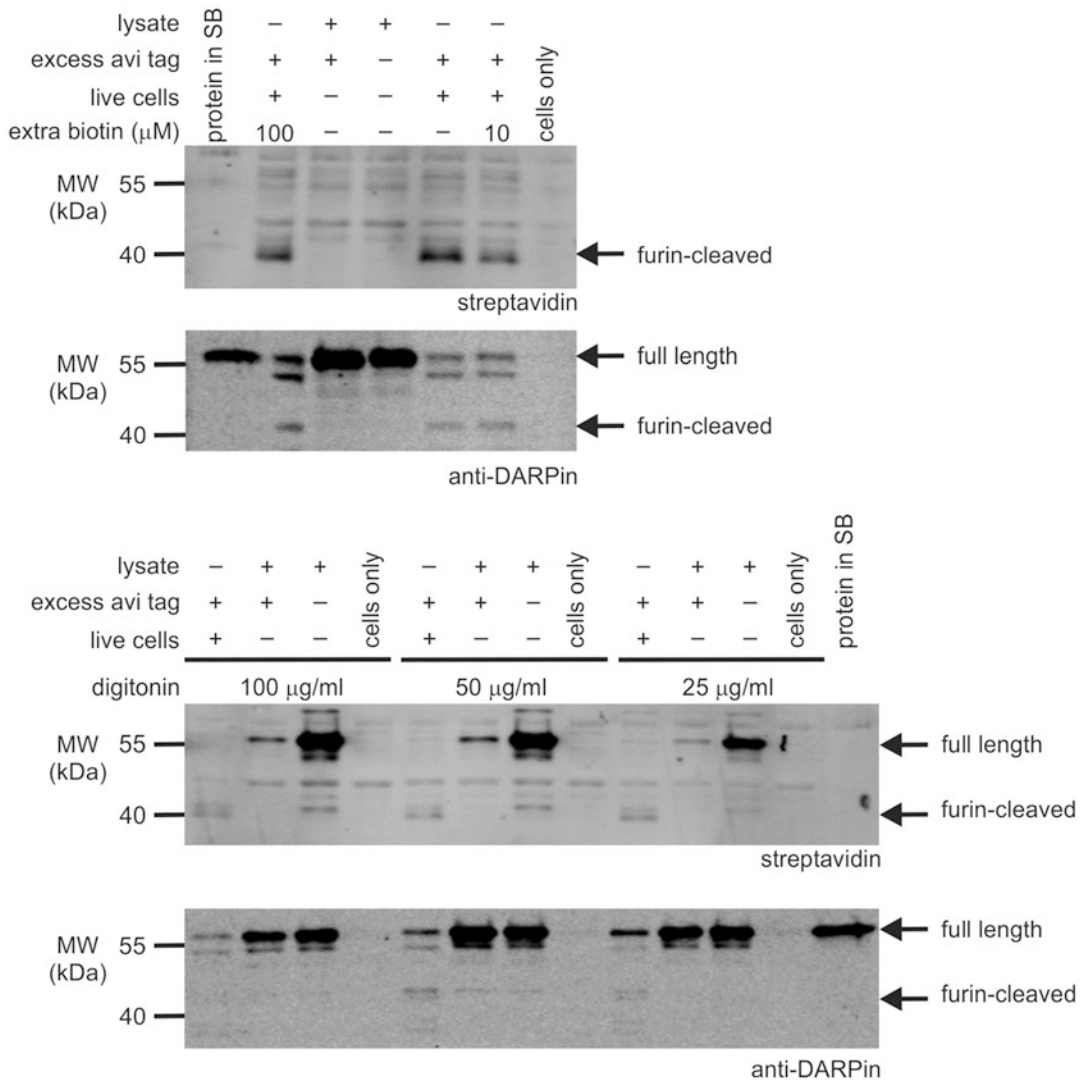 protein in SB
lysate − + +
excess avi tag + + − + +
live cells + − − + +
cells only
extra biotin (μM) 100 − − − 10
MW (kDa)
55
40
furin-cleaved
streptavidin
MW (kDa)
55
40
full length
furin-cleaved
anti-DARPin
lysate − + + cells only − + + cells only − + + cells only protein in SB
excess avi tag + + − + + − + + −
live cells + − − + − − + − −
digitonin 100 μg/ml 50 μg/ml 25 μg/ml
MW (kDa)
55
40
full length
furin-cleaved
streptavidin
MW (kDa)
55
40
full length
furin-cleaved
anti-DARPin